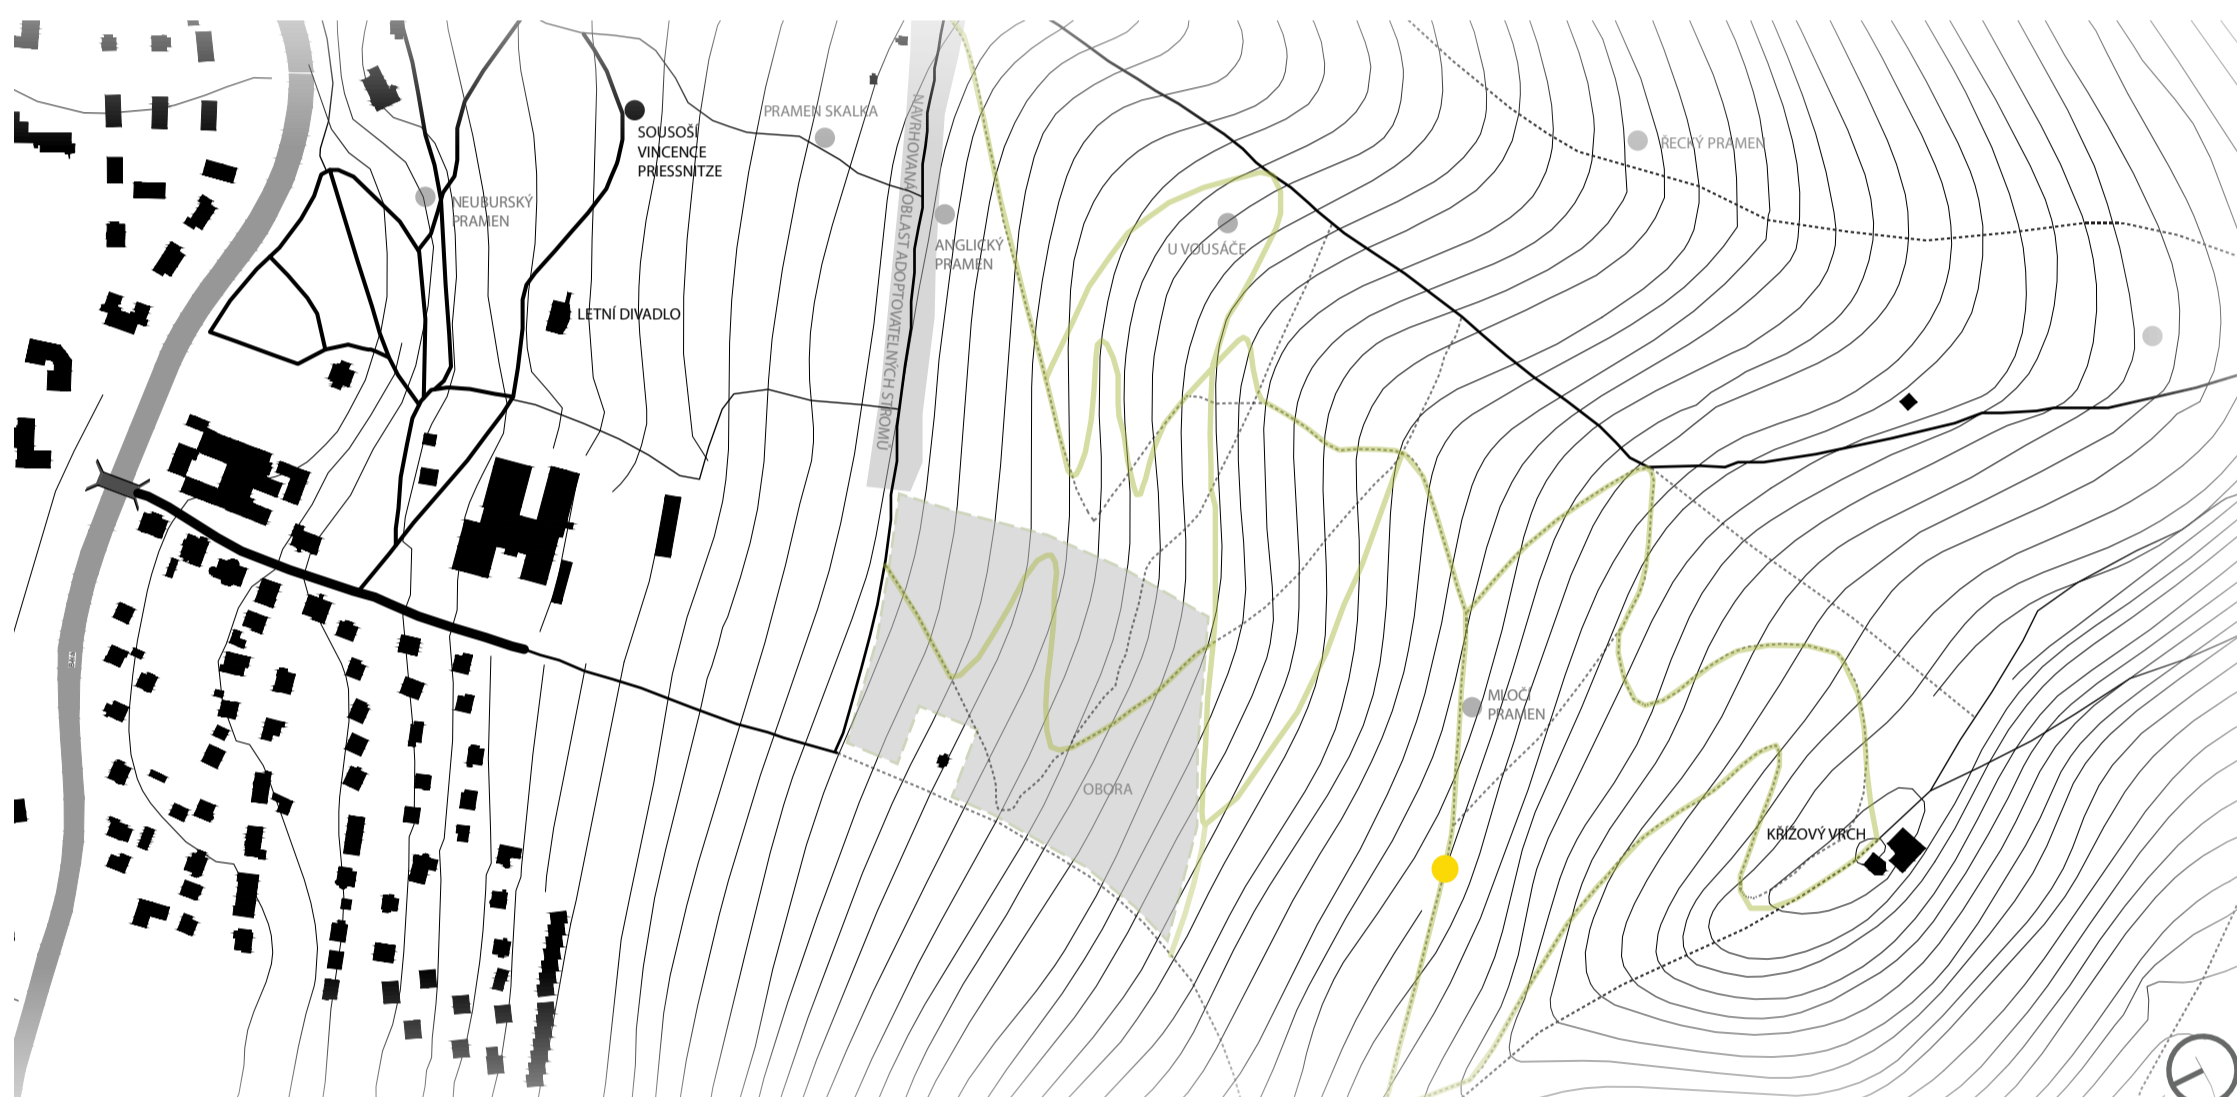 PRAMEN SKALKA
SOUSOŠÍ
VINCENCE
PRIESSNITZE
ŘECKÝ PRAMEN
NEUBURSKÝ
PRAMEN
NAVRHOVANÁ OBLAST ADOPTOVATELNÝCH STROMŮ
ANGLICKÝ
PRAMEN
U VOUSÁČE
LETNÍ DIVADLO
MLOČÍ
PRAMEN
OBORA
KŘÍŽOVÝ VRCH